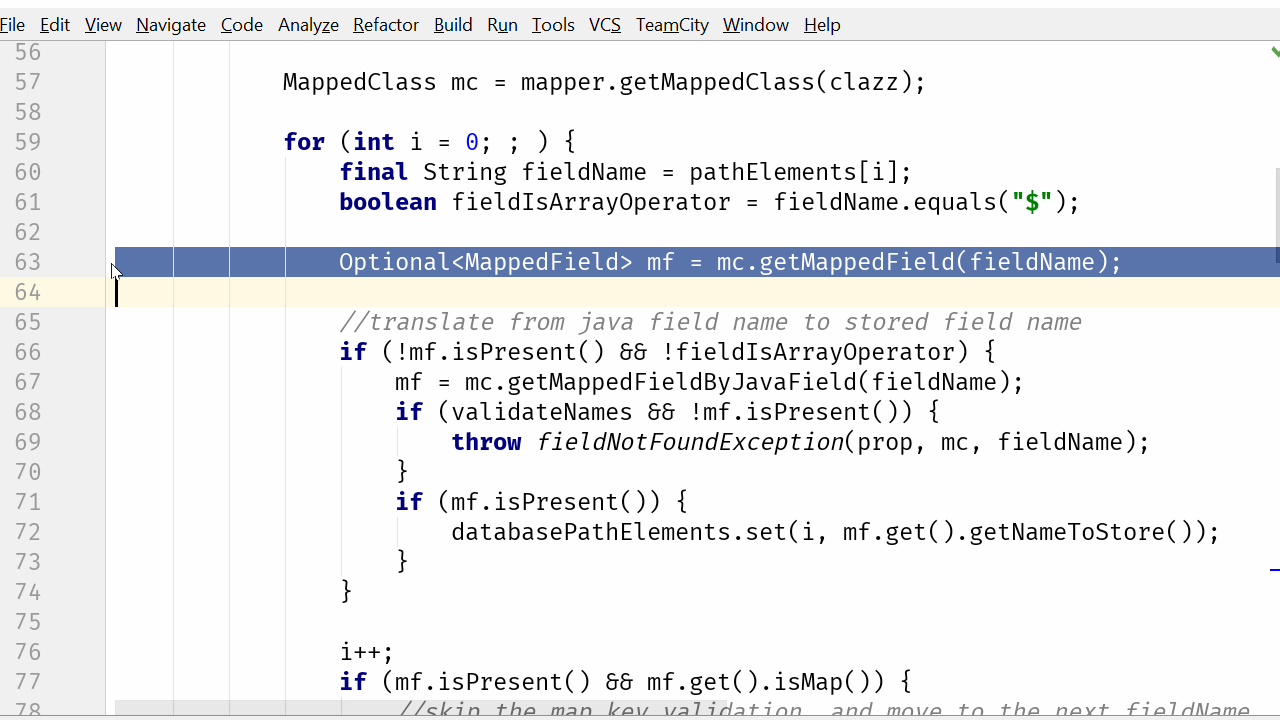 File Edit View Navigate Code Analyze Refactor Build Run Tools VCS TeamCity Window Help
56
57 MappedClass mc = mapper.getMappedClass(clazz);
58
59 for (int i = 0; ; ) {
60 final String fieldName = pathElements[i];
61 boolean fieldIsArrayOperator = fieldName.equals("$");
62
63 Optional<MappedField> mf = mc.getMappedField(fieldName);
64
65 //translate from java field name to stored field name
66 if (!mf.isPresent() && !fieldIsArrayOperator) {
67 mf = mc.getMappedFieldByJavaField(fieldName);
68 if (validateNames && !mf.isPresent()) {
69 throw fieldNotFoundException(prop, mc, fieldName);
70 }
71 if (mf.isPresent()) {
72 databasePathElements.set(i, mf.get().getNameToStore());
73 }
74 }
75
76 i++;
77 if (mf.isPresent() && mf.get().isMap()) {
78 //skip the map key validation, and move to the next fieldName